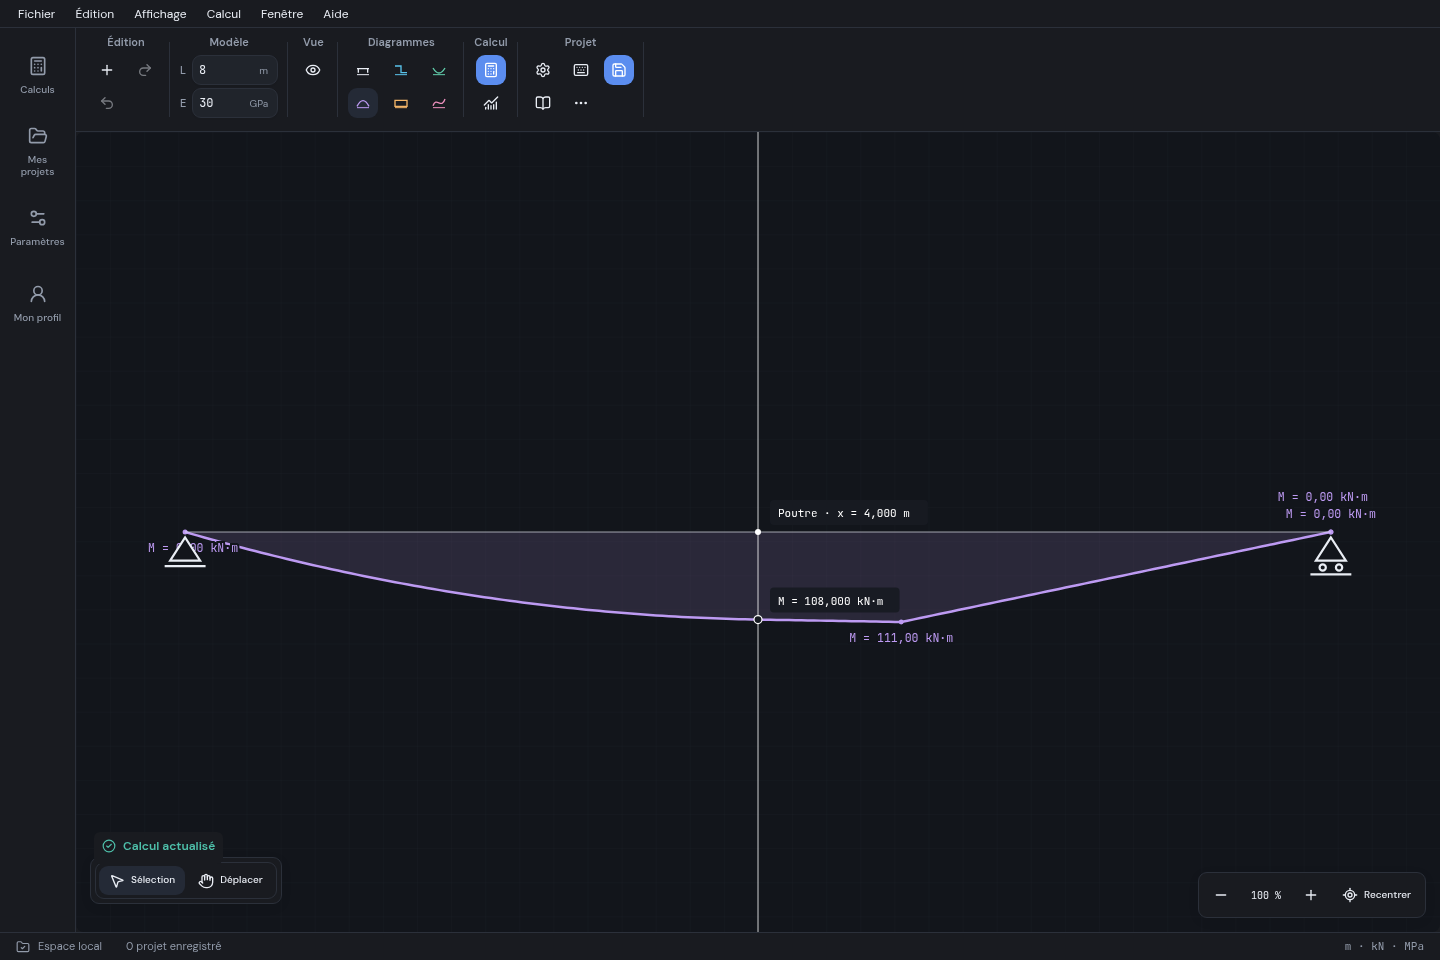 Fichier Édition Affichage Calcul Fenêtre Aide
Édition Modèle Vue Diagrammes Calcul Projet
L 8 m
E 30 GPa
Calculs
Mes
projets
Paramètres
Mon profil
M = 0,00 kN·m
Poutre · x = 4,000 m
M = 0,00 kN·m
M = 00 kN·m
M = 108,000 kN·m
M = 111,00 kN·m
Calcul actualisé
Sélection Déplacer
100 % Recentrer
Espace local 0 projet enregistré m · kN · MPa